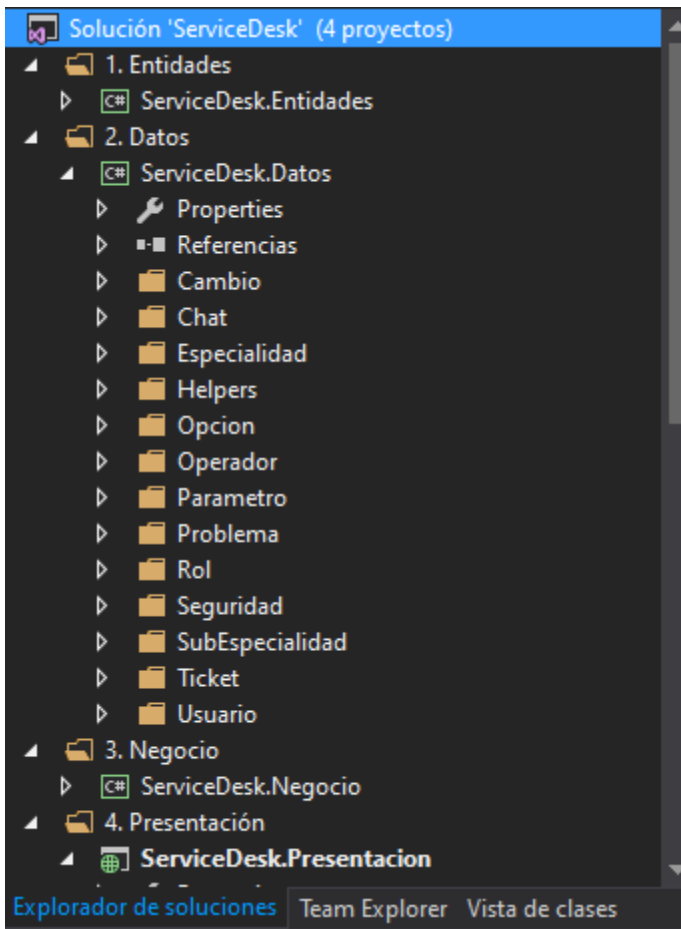 Solución 'ServiceDesk' (4 proyectos)
1. Entidades
C# ServiceDesk.Entidades
2. Datos
C# ServiceDesk.Datos
Properties
Referencias
Cambio
Chat
Especialidad
Helpers
Opcion
Operador
Parametro
Problema
Rol
Seguridad
SubEspecialidad
Ticket
Usuario
3. Negocio
C# ServiceDesk.Negocio
4. Presentación
ServiceDesk.Presentacion
Explorador de soluciones Team Explorer Vista de clases